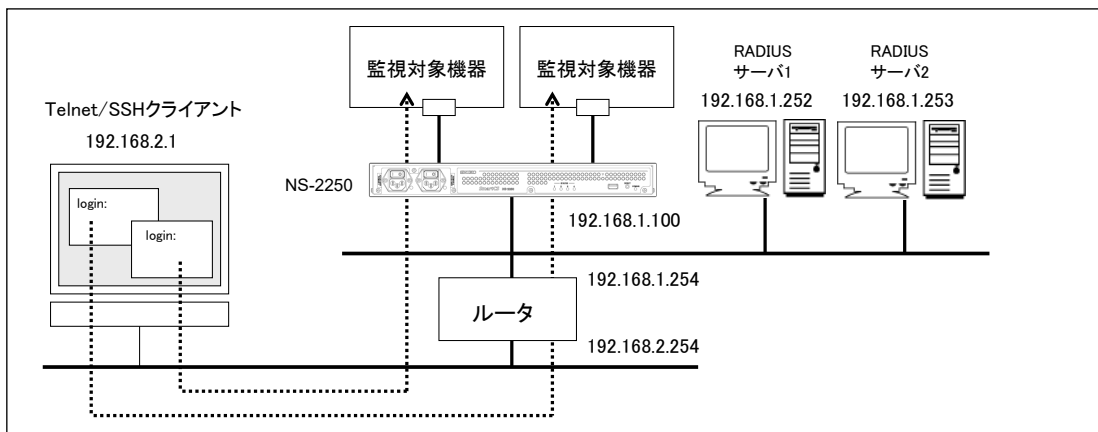 監視対象機器
監視対象機器
RADIUS
サーバ1
192.168.1.252
RADIUS
サーバ2
192.168.1.253
Telnet/SSHクライアント
192.168.2.1
login:
login:
NS-2250
192.168.1.100
192.168.1.254
ルータ
192.168.2.254